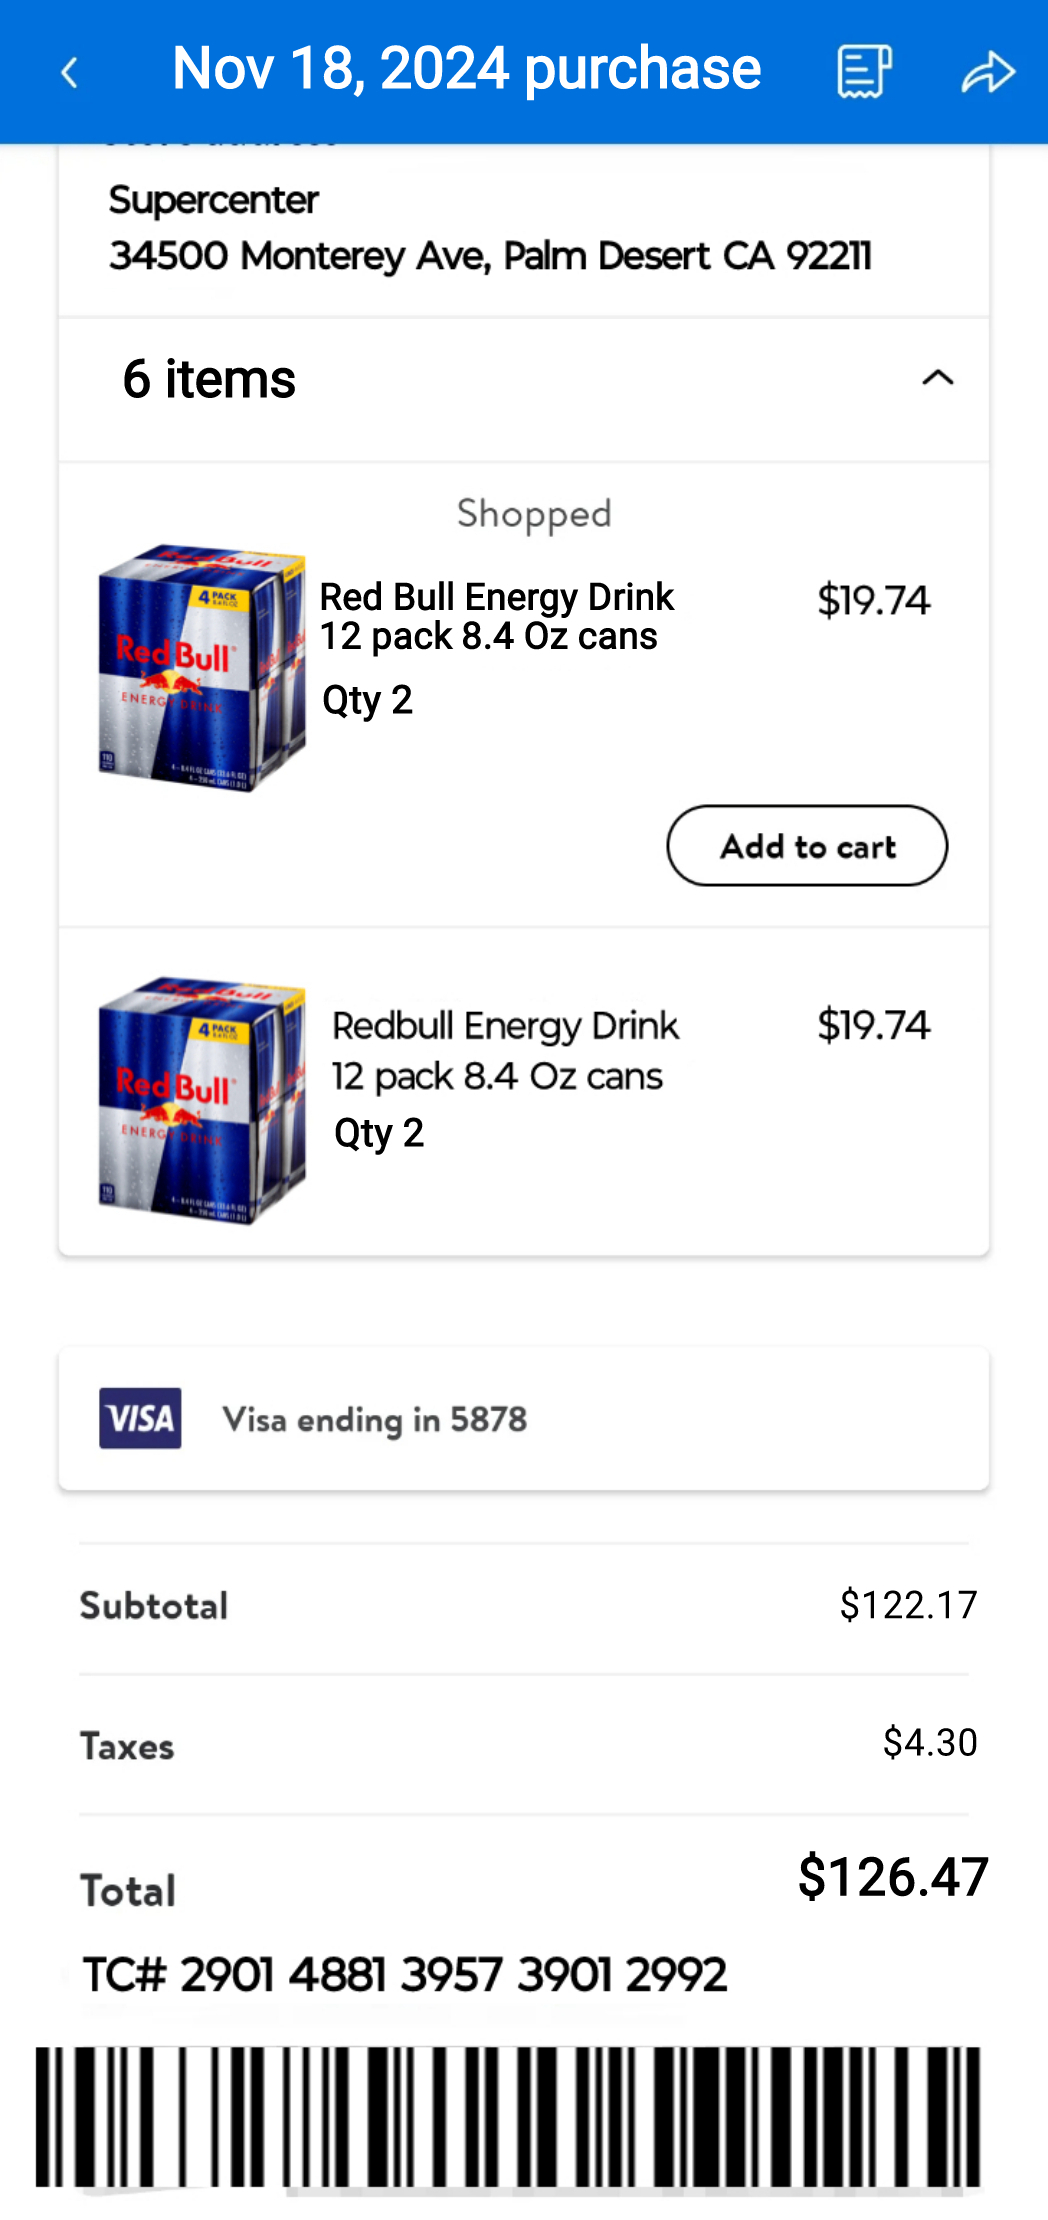 Nov 18, 2024 purchase
Supercenter
34500 Monterey Ave, Palm Desert CA 92211
6 items
Shopped
Red Bull Energy Drink
12 pack 8.4 Oz cans
$19.74
Qty 2
4 PACK
Red Bull
ENERGY DRINK
Add to cart
Redbull Energy Drink
12 pack 8.4 Oz cans
$19.74
Qty 2
4 PACK
Red Bull
ENERGY DRINK
VISA
Visa ending in 5878
Subtotal
$122.17
Taxes
$4.30
Total
$126.47
TC# 2901 4881 3957 3901 2992